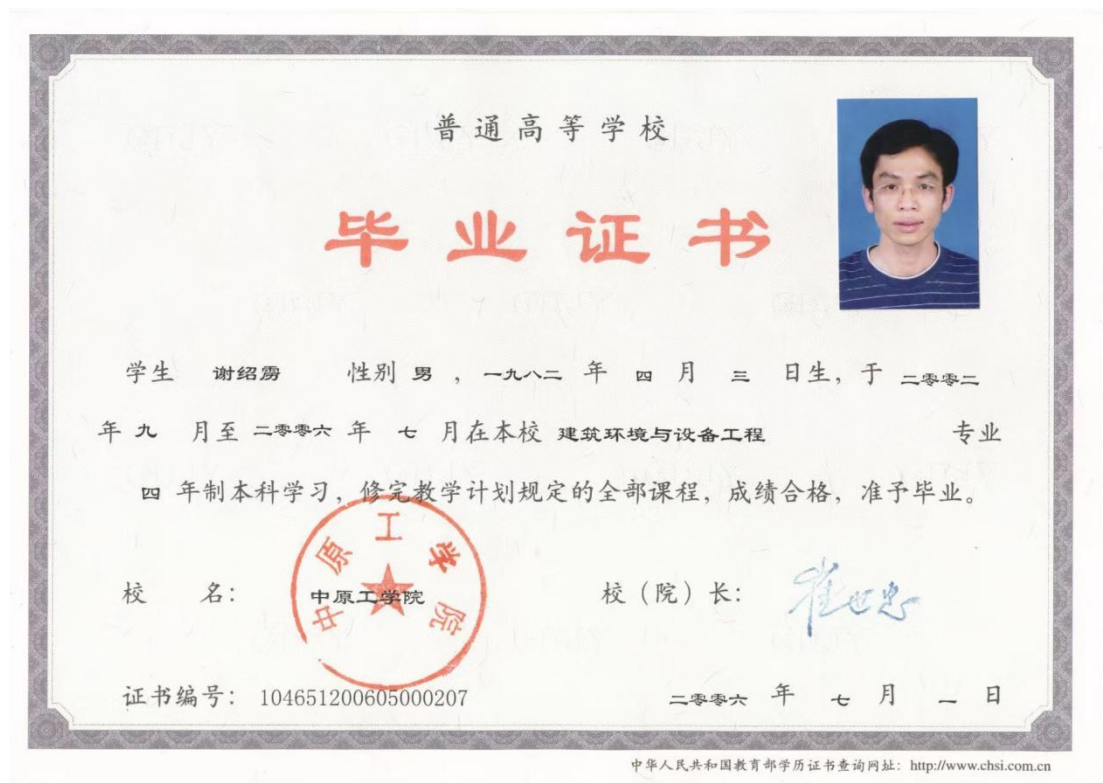 普通高等学校
毕业证书
学生 谢绍雳 性别 男 ，一九八二 年 四 月 三 日生，于 二零零二
年 九 月至 二零零六 年 七 月在本校 建筑环境与设备工程 专业
四 年制本科学习，修完教学计划规定的全部课程，成绩合格，准予毕业。
中原工学院
校 名： 中原工学院 校（院）长： 崔世忠
证书编号： 104651200605000207 二零零六 年 七 月 一 日
中华人民共和国教育部学历证书查询网址：http://www.chsi.com.cn